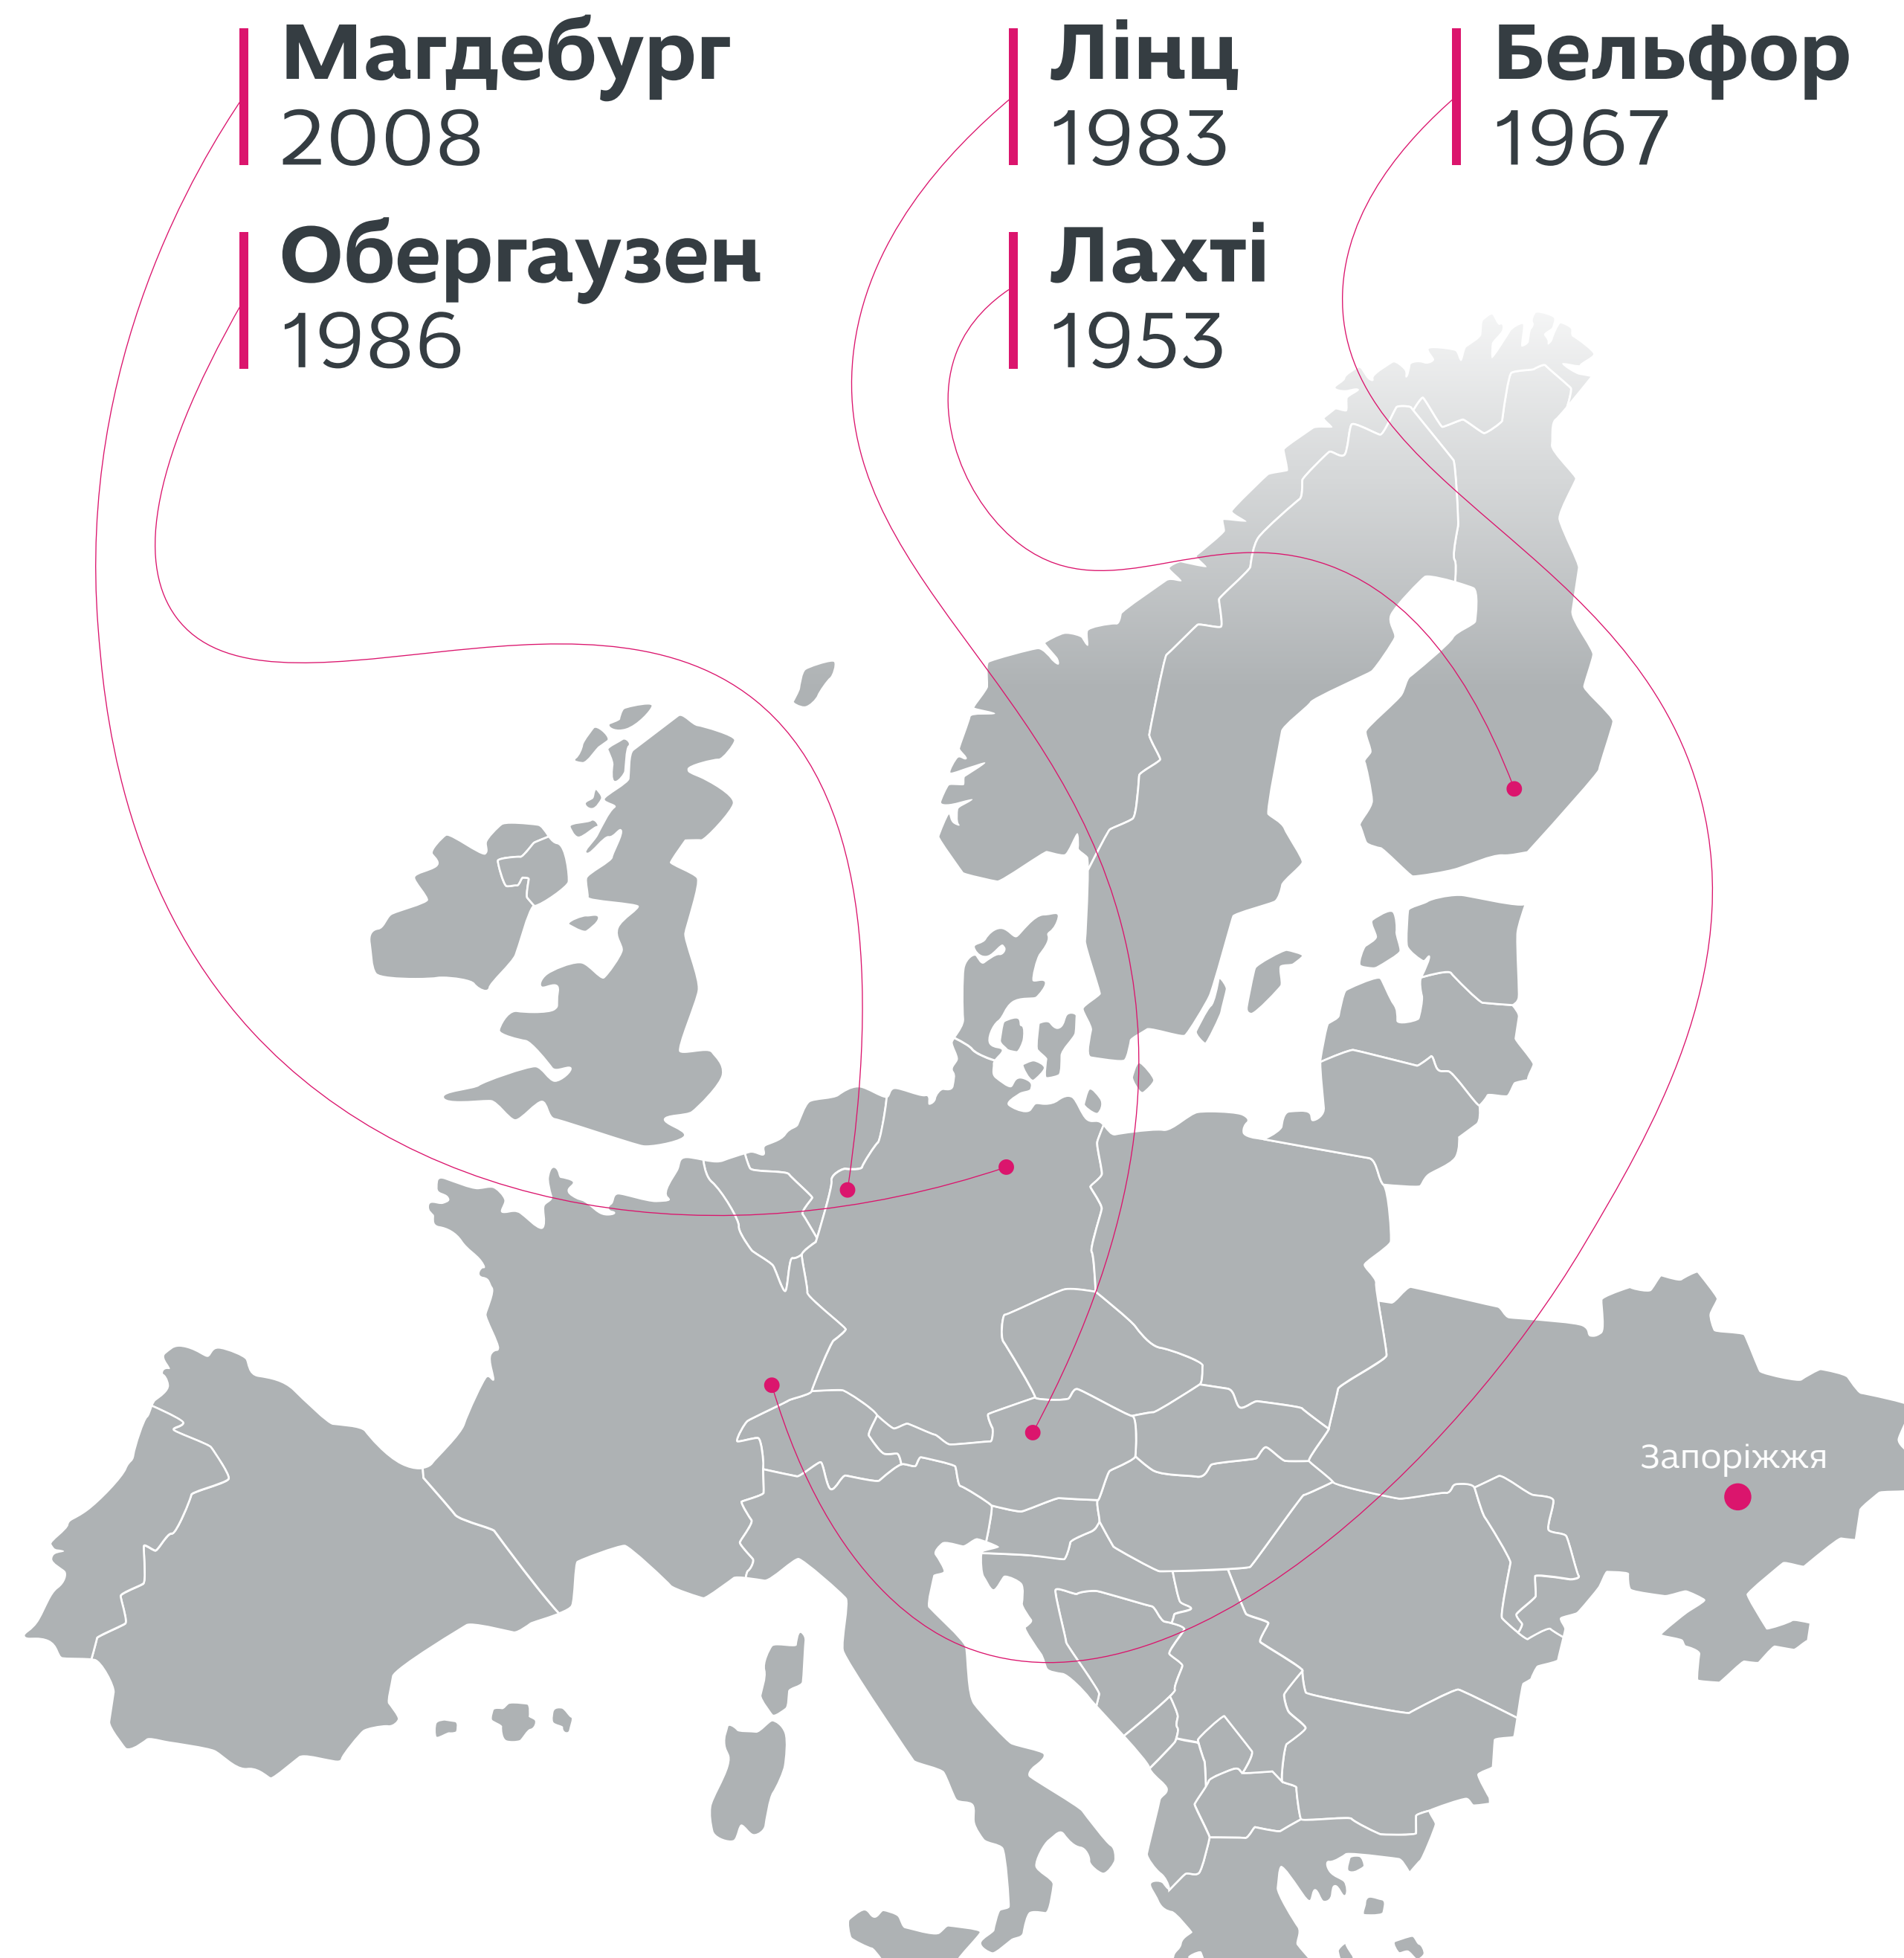 Магдебург
2008
Лінц
1983
Бельфор
1967
Обергаузен
1986
Лахті
1953
Запоріжжя